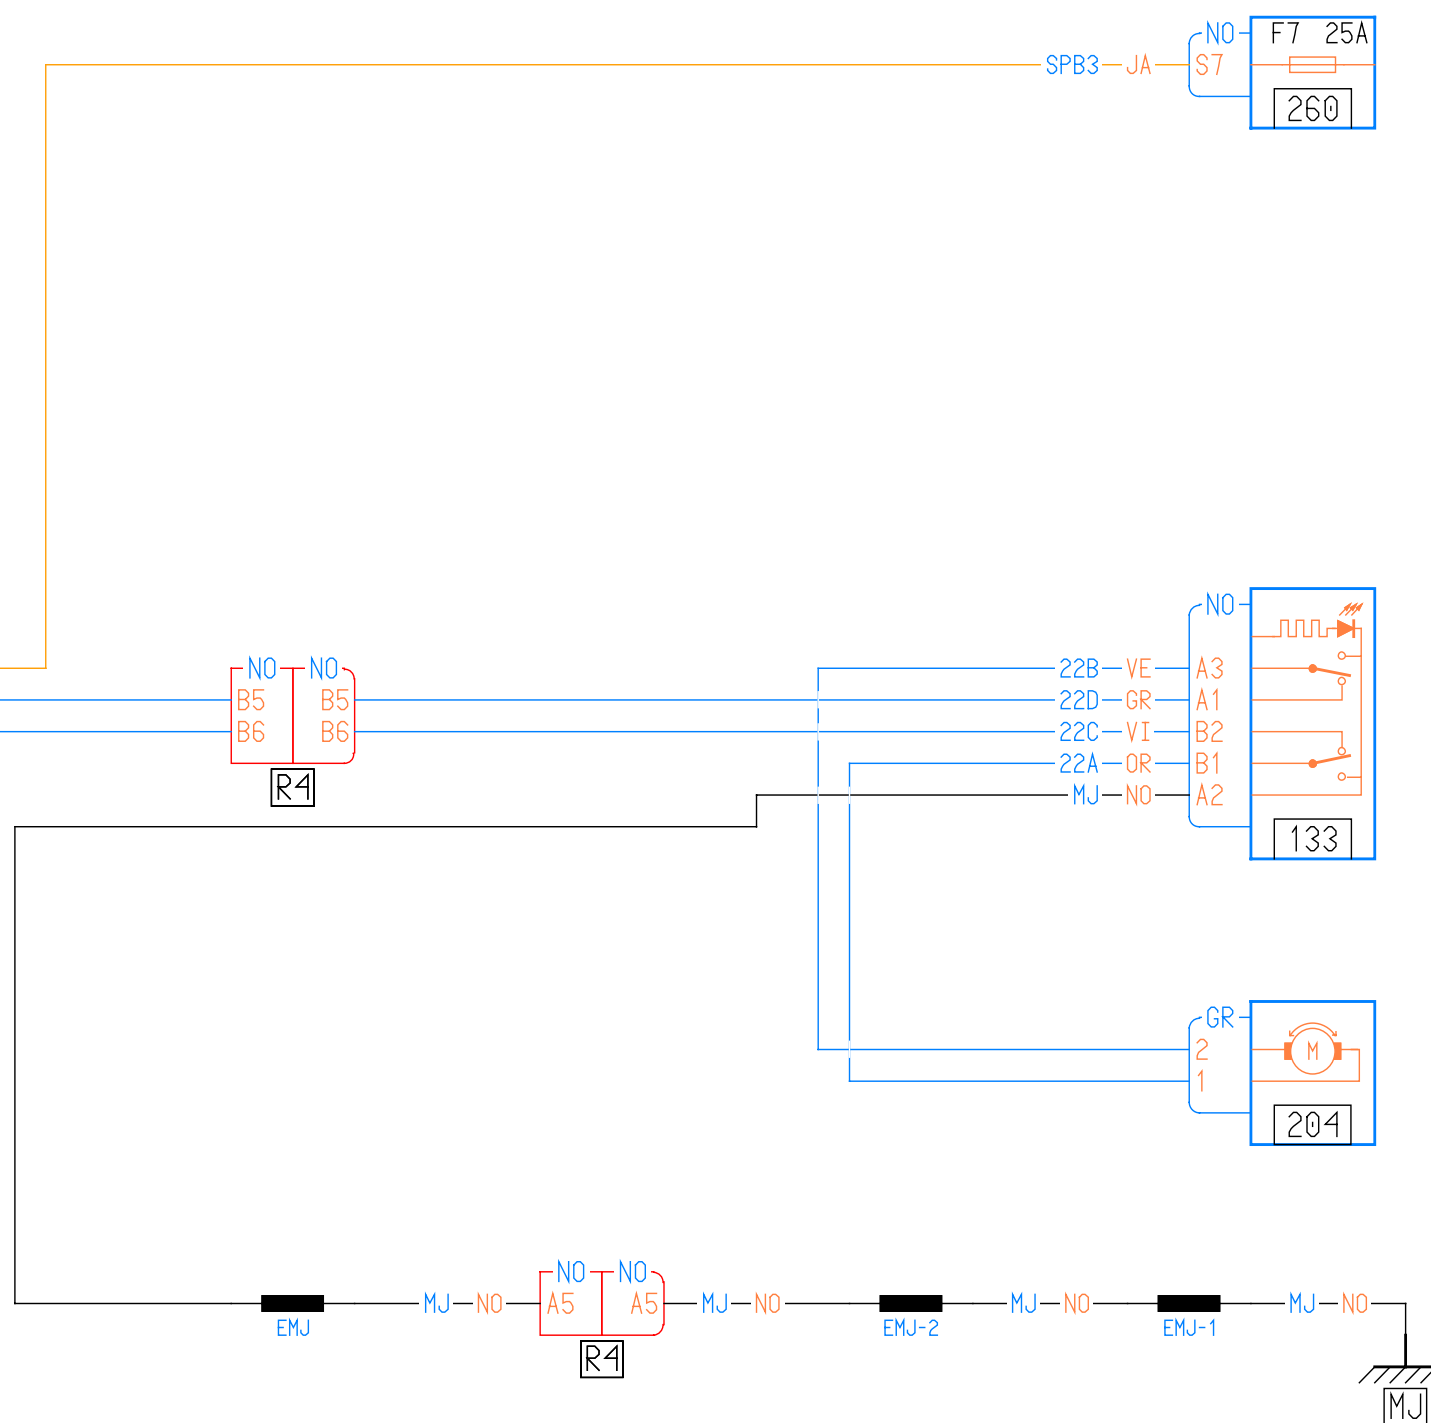 NO F7 25A
SPB3 JA S7
260
NO
NO NO 22B VE A3
B5 B5 22D GR A1
B6 B6 22C VI B2
22A OR B1
R4 MJ NO A2
133
GR
2 M
1
204
NO NO
MJ NO A5 A5 MJ NO MJ NO MJ NO
EMJ EMJ-2 EMJ-1
R4
MJ